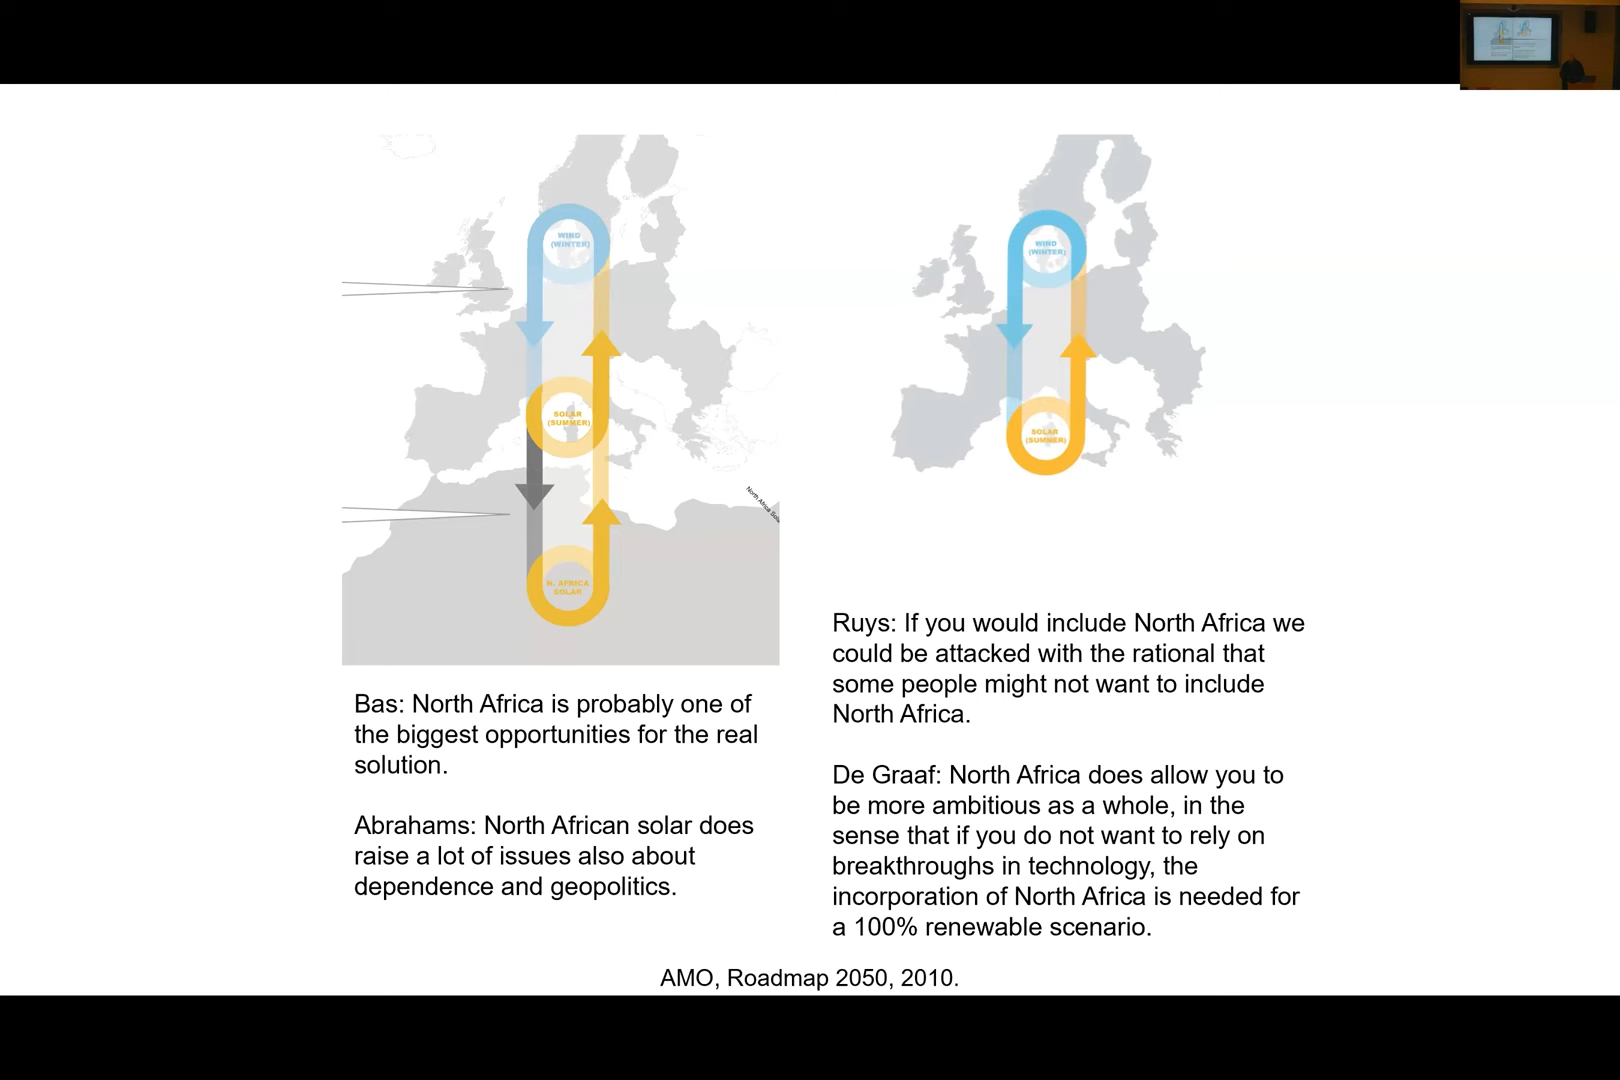 WIND
(WINTER)
SOLAR
(SUMMER)
N. AFRICA
SOLAR
North Africa
Bas: North Africa is probably one of
the biggest opportunities for the real
solution.
Abrahams: North African solar does
raise a lot of issues also about
dependence and geopolitics.
WIND
(WINTER)
SOLAR
(SUMMER)
Ruys: If you would include North Africa we
could be attacked with the rational that
some people might not want to include
North Africa.
De Graaf: North Africa does allow you to
be more ambitious as a whole, in the
sense that if you do not want to rely on
breakthroughs in technology, the
incorporation of North Africa is needed for
a 100% renewable scenario.
AMO, Roadmap 2050, 2010.